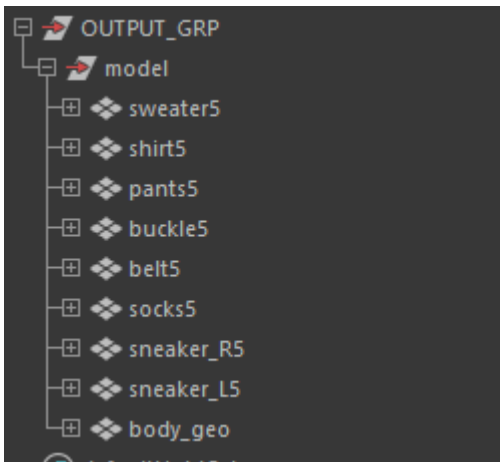 OUTPUT_GRP
model
sweater5
shirt5
pants5
buckle5
belt5
socks5
sneaker_R5
sneaker_L5
body_geo